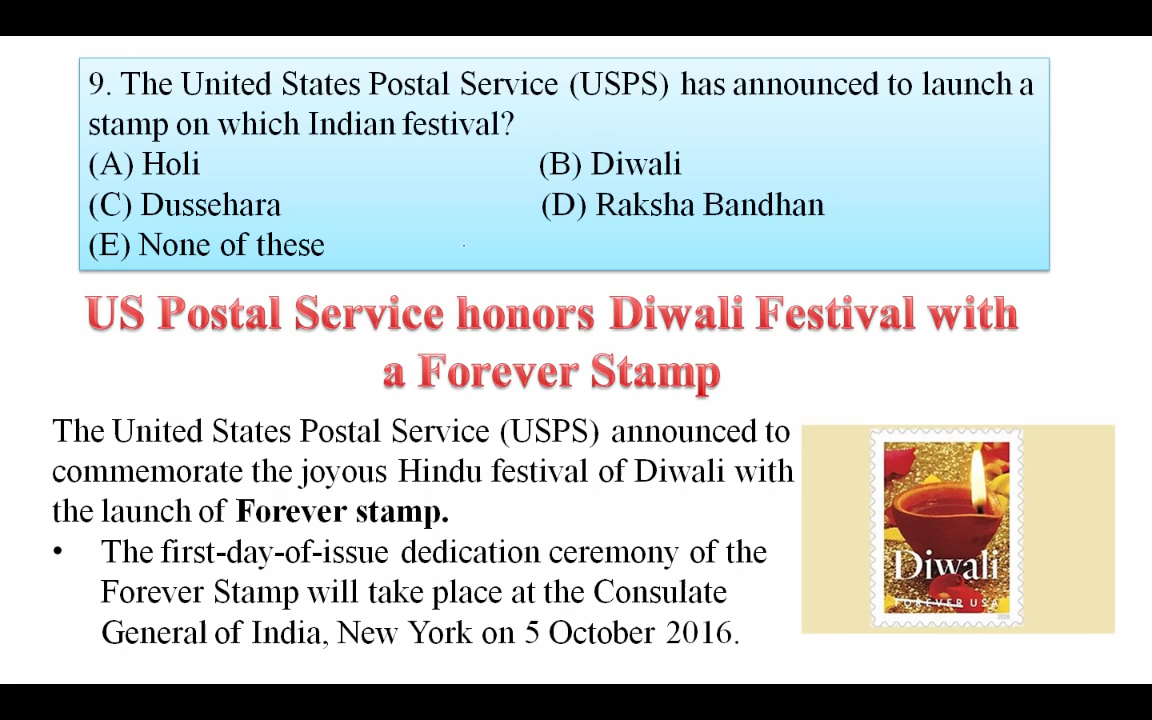 9. The United States Postal Service (USPS) has announced to launch a
stamp on which Indian festival?
(A) Holi (B) Diwali
(C) Dussehara (D) Raksha Bandhan
(E) None of these
US Postal Service honors Diwali Festival with
a Forever Stamp
The United States Postal Service (USPS) announced to
commemorate the joyous Hindu festival of Diwali with
the launch of Forever stamp.
• The first-day-of-issue dedication ceremony of the
Forever Stamp will take place at the Consulate
General of India, New York on 5 October 2016.
Diwali
FOREVER USA